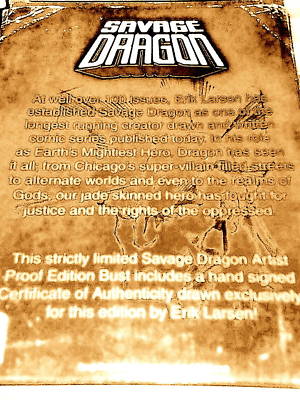 SAVAGE
DRAGON
At well over 100 issues, Erik Larsen has
established Savage Dragon as one of the
longest running creator drawn and written
comic series published today. In his role
as Earth's Mightiest Hero, Dragon has seen
it all; from Chicago's super-villain filled streets
to alternate worlds and even to the realms of
Gods, our jade skinned hero has fought for
justice and the rights of the oppressed.
This strictly limited Savage Dragon Artist
Proof Edition Bust includes a hand signed
Certificate of Authenticity drawn exclusively
for this edition by Erik Larsen!